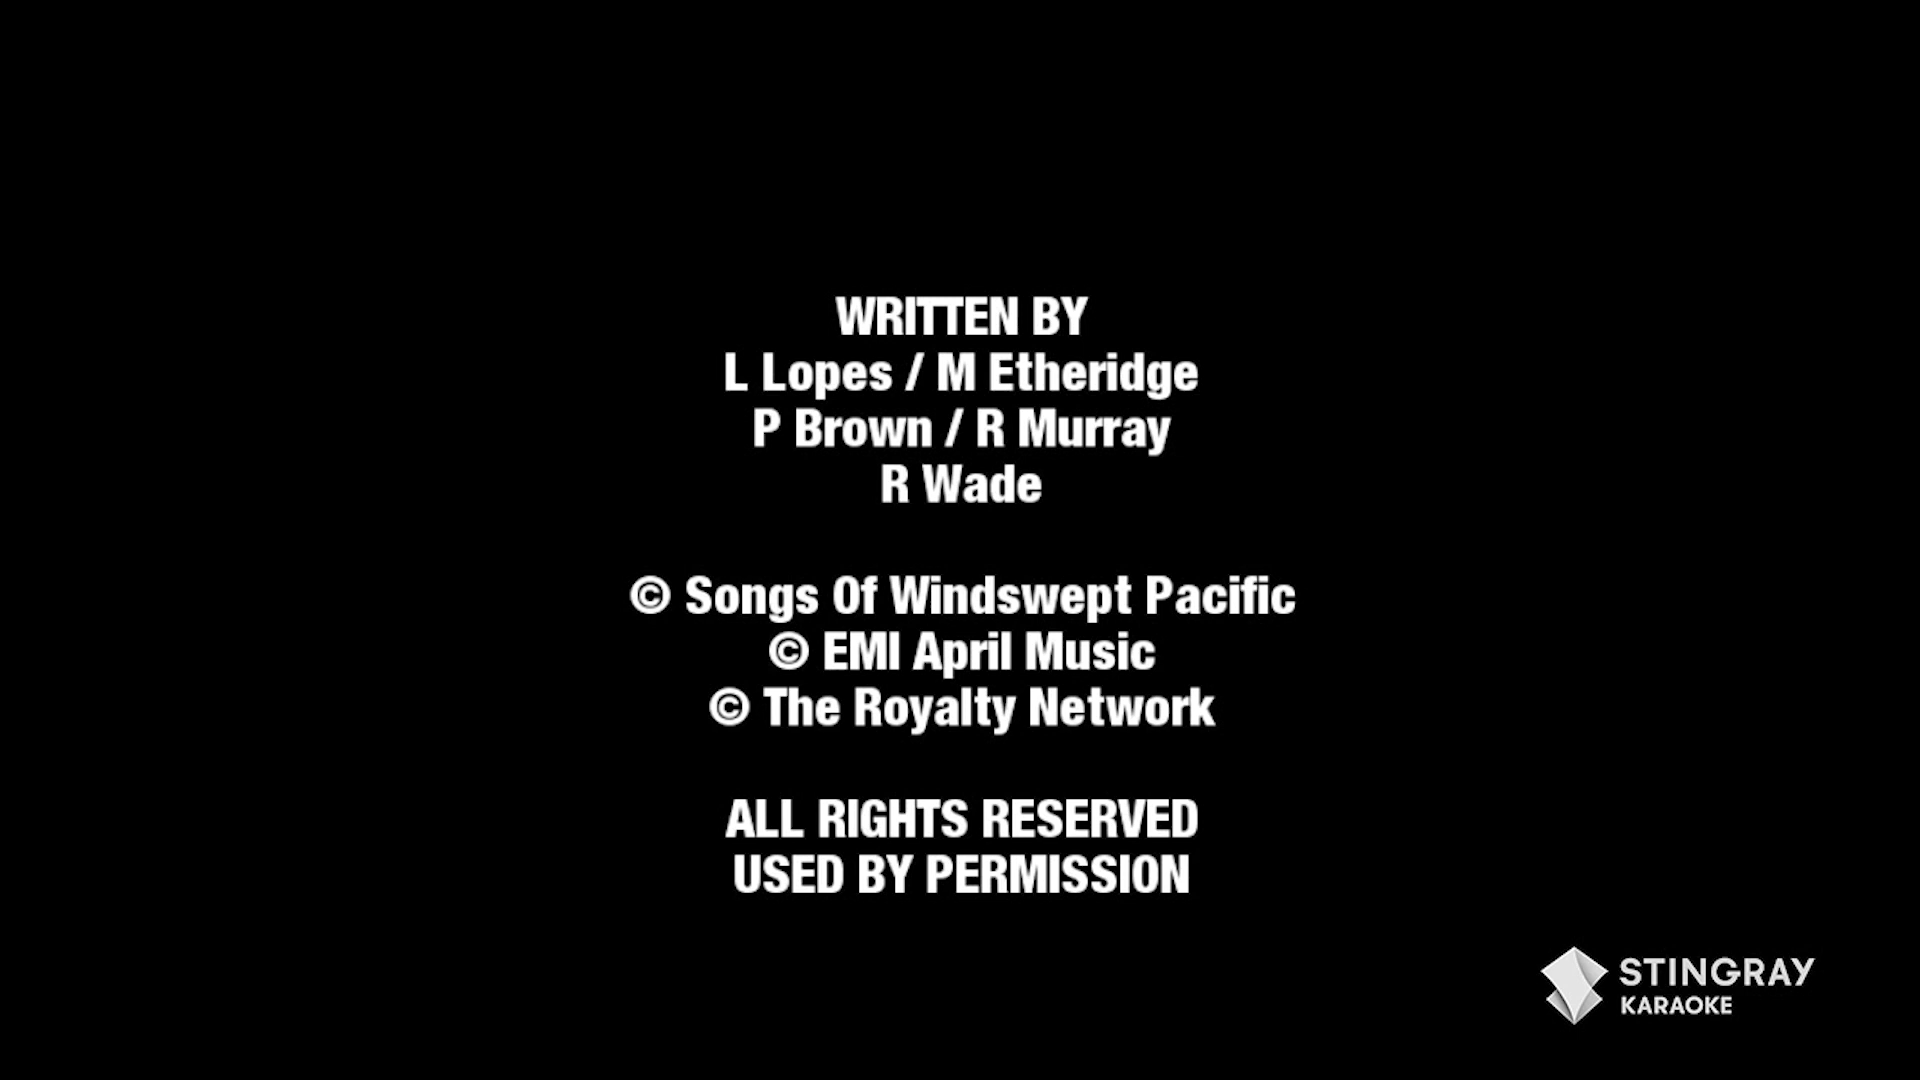 WRITTEN BY
L Lopes / M Etheridge
P Brown / R Murray
R Wade
© Songs Of Windswept Pacific
© EMI April Music
© The Royalty Network
ALL RIGHTS RESERVED
USED BY PERMISSION
STINGRAY
KARAOKE